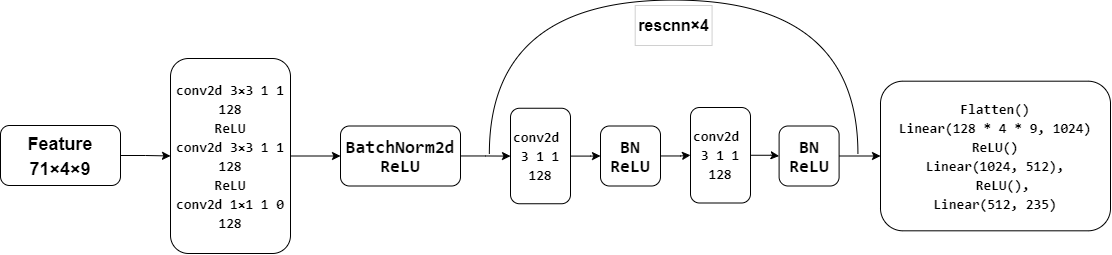 rescnn×4
Feature
71×4×9
conv2d 3×3 1 1
128
ReLU
conv2d 3×3 1 1
128
ReLU
conv2d 1×1 1 0
128
BatchNorm2d
ReLU
conv2d
3 1 1
128
BN
ReLU
conv2d
3 1 1
128
BN
ReLU
Flatten()
Linear(128 * 4 * 9, 1024)
ReLU()
Linear(1024, 512),
ReLU(),
Linear(512, 235)